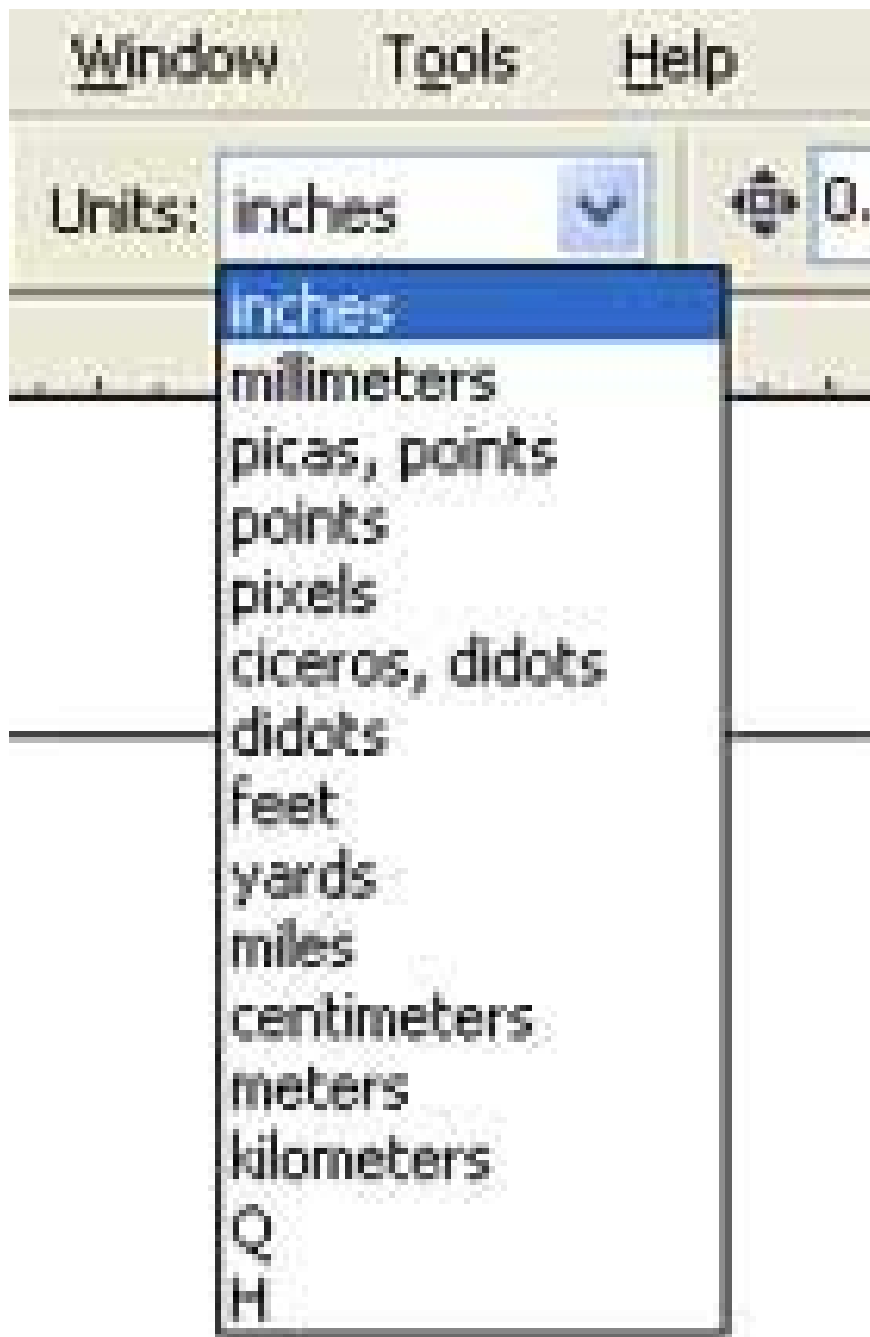 Window Tools Help
Units: inches 0.
inches
millimeters
picas, points
points
pixels
ciceros, didots
didots
feet
yards
miles
centimeters
meters
kilometers
Q
H